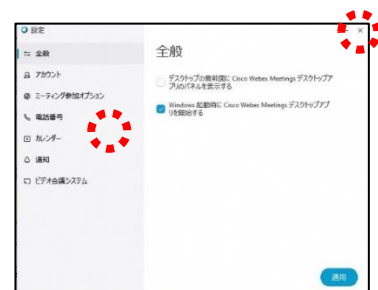 設定
全般
アカウント
ミーティング参加オプション
電話番号
カレンダー
通知
ビデオ会議システム
全般
デスクトップの最前面に Cisco Webex Meetings デスクトップア
プリのパネルを表示する
Windows 起動時に Cisco Webex Meetings デスクトップアプ
リを開始する
適用